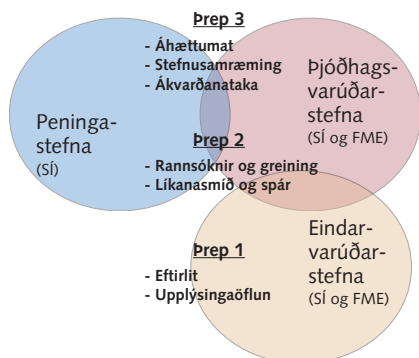 Þrep 3
- Áhættumat
- Stefnusamræming
- Ákvarðanataka
Peninga-
stefna
(SÍ)
Þjóðhags
varúðar-
stefna
(SÍ og FME)
Þrep 2
- Rannsóknir og greining
- Líkanasmíð og spár
Þrep 1
- Eftirlit
- Upplýsingaöflun
Eindar-
varúðar-
stefna
(SÍ og FME)